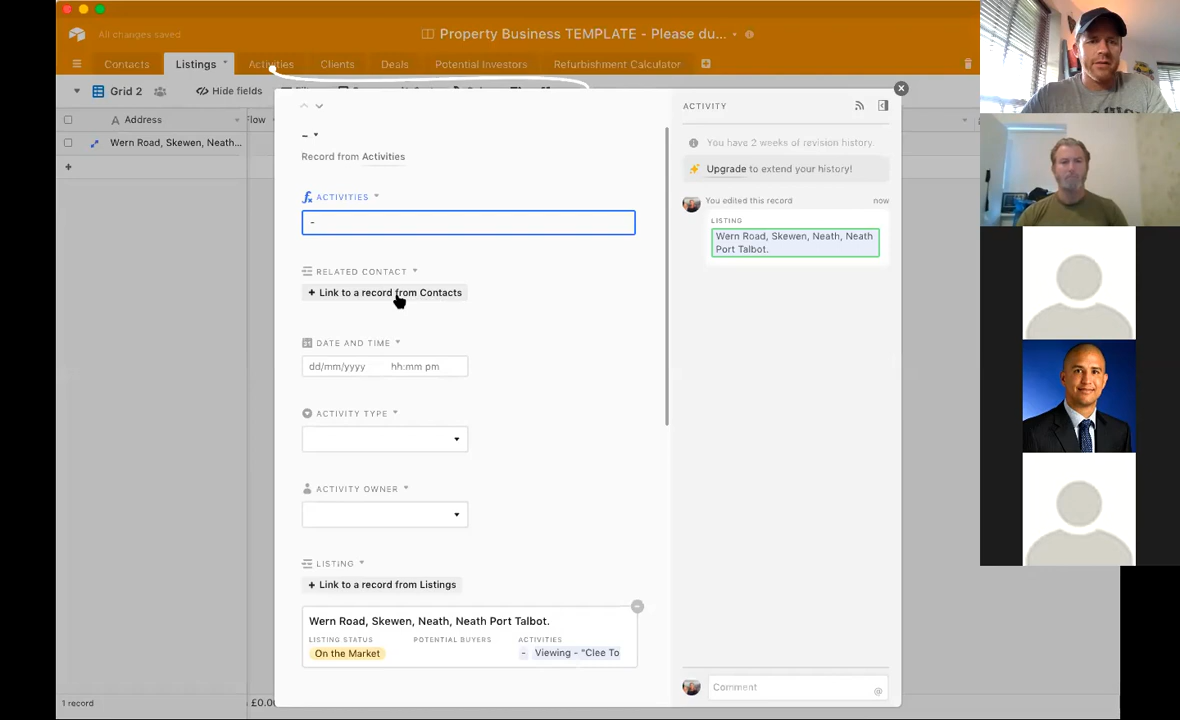 All changes saved
Property Business TEMPLATE - Please du...
Contacts
Listings
Activities
Clients
Deals
Potential Investors
Refurbishment Calculator
Grid 2
Hide fields
Address
Flow
Wern Road, Skewen, Neath...
+
-
Record from Activities
ACTIVITIES
-
RELATED CONTACT
+ Link to a record from Contacts
DATE AND TIME
dd/mm/yyyy hh:mm pm
ACTIVITY TYPE
ACTIVITY OWNER
LISTING
+ Link to a record from Listings
Wern Road, Skewen, Neath, Neath Port Talbot.
LISTING STATUS POTENTIAL BUYERS ACTIVITIES
On the Market - Viewing - "Clee To
ACTIVITY
You have 2 weeks of revision history.
Upgrade to extend your history!
You edited this record now
LISTING
Wern Road, Skewen, Neath, Neath
Port Talbot.
Comment @
1 record
£0.0